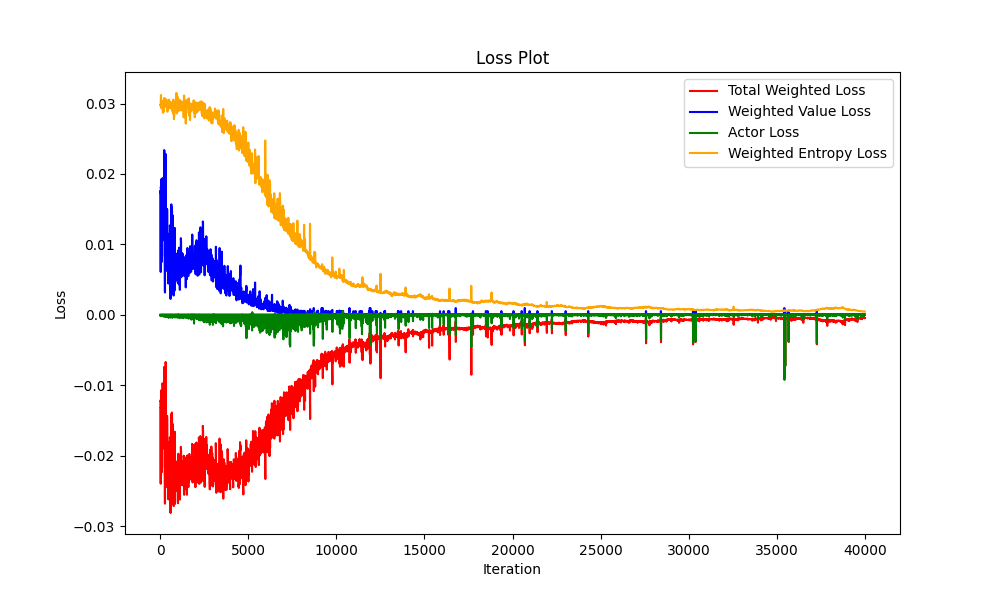 Loss Plot
Total Weighted Loss
Weighted Value Loss
Actor Loss
Weighted Entropy Loss
Loss
0.03
0.02
0.01
0.00
−0.01
−0.02
−0.03
0 5000 10000 15000 20000 25000 30000 35000 40000
Iteration